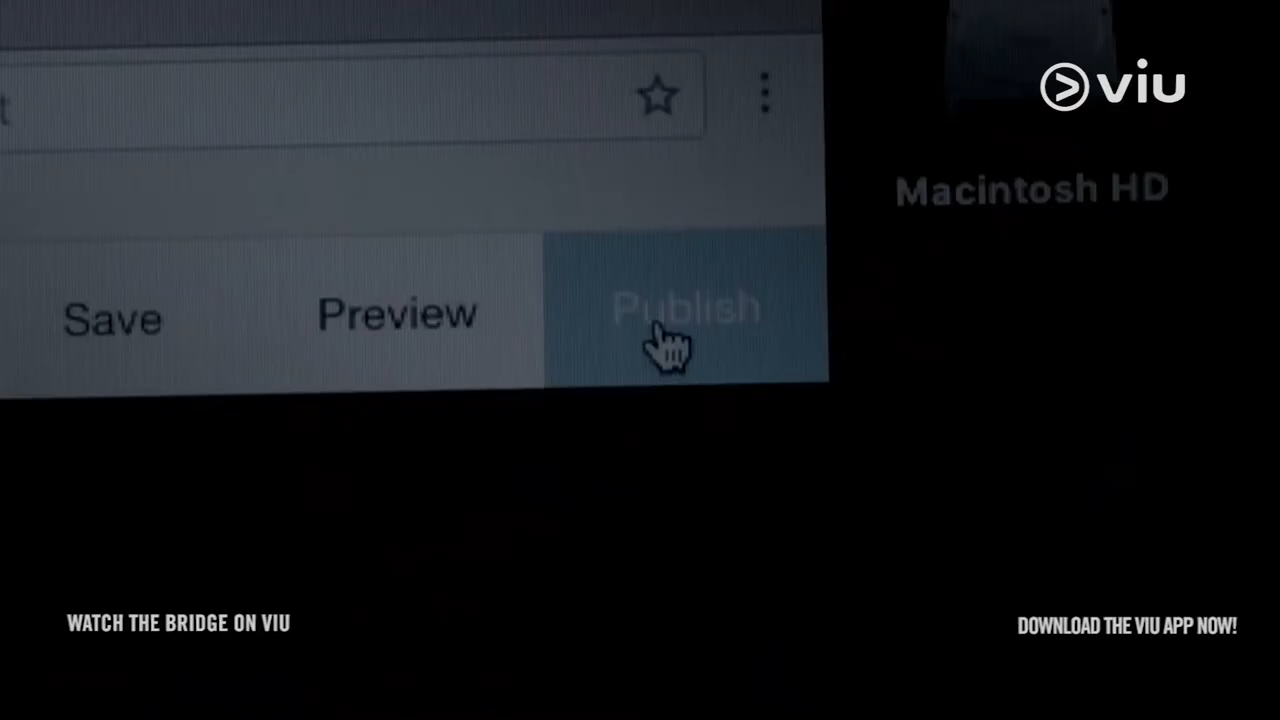 t
viu
Macintosh HD
Save
Preview
Publish
WATCH THE BRIDGE ON VIU
DOWNLOAD THE VIU APP NOW!